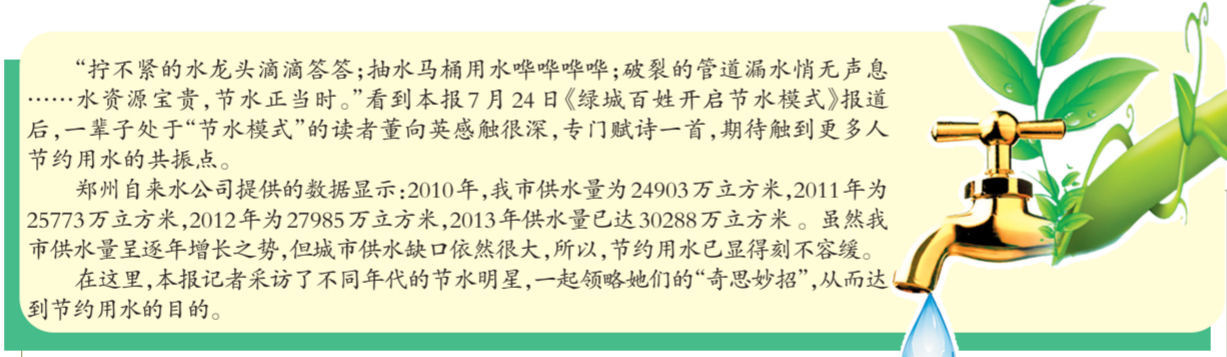 “拧不紧的水龙头滴滴答答；抽水马桶用水哗哗哗哗；破裂的管道漏水悄无声息
……水资源宝贵，节水正当时。”看到本报7月24日《绿城百姓开启节水模式》报道
后，一辈子处于“节水模式”的读者董向英感触很深，专门赋诗一首，期待触到更多人
节约用水的共振点。
郑州自来水公司提供的数据显示：2010年，我市供水量为24903万立方米，2011年为
25773万立方米，2012年为27985万立方米，2013年供水量已达30288万立方米。虽然我
市供水量呈逐年增长之势，但城市供水缺口依然很大，所以，节约用水已显得刻不容缓。
在这里，本报记者采访了不同年代的节水明星，一起领略她们的“奇思妙招”，从而达
到节约用水的目的。